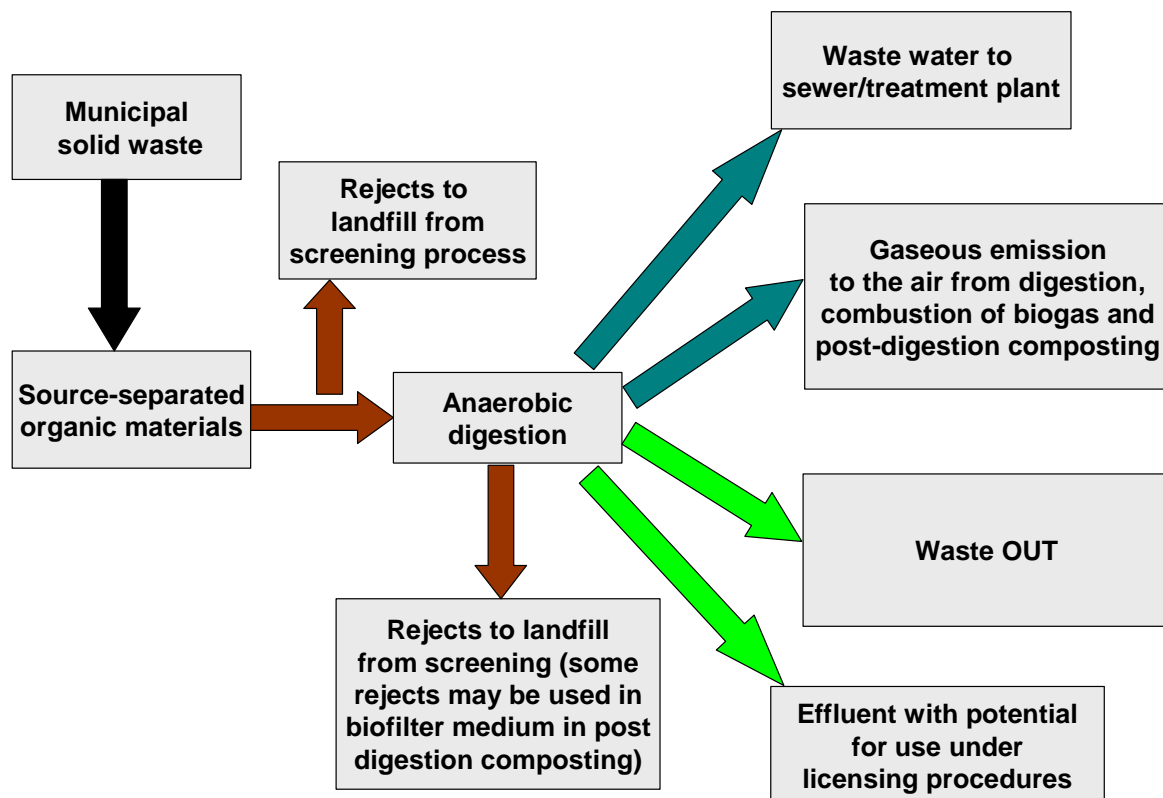 Municipal
solid waste
Source-separated
organic materials
Rejects to
landfill from
screening process
Anaerobic
digestion
Rejects to landfill
from screening (some
rejects may be used in
biofilter medium in post
digestion composting)
Waste water to
sewer/treatment plant
Gaseous emission
to the air from digestion,
combustion of biogas and
post-digestion composting
Waste OUT
Effluent with potential
for use under
licensing procedures